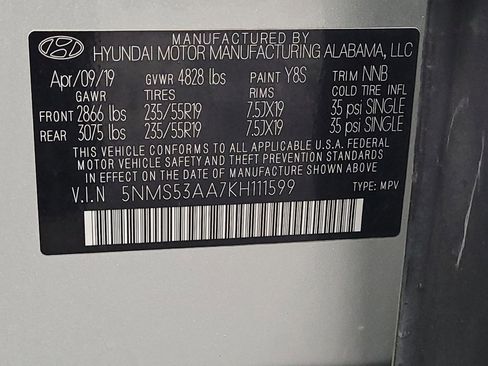 MANUFACTURED BY
HYUNDAI MOTOR MANUFACTURING ALABAMA, LLC
Apr/09/19 GVWR 4828 lbs PAINT Y8S TRIM NNB
GAWR TIRES RIMS COLD TIRE INFL
FRONT 2866 lbs 235/55R19 7.5JX19 35 psi SINGLE
REAR 3075 lbs 235/55R19 7.5JX19 35 psi SINGLE
THIS VEHICLE CONFORMS TO ALL APPLICABLE U.S.A. FEDERAL
MOTOR VEHICLE SAFETY AND THEFT PREVENTION STANDARDS IN
EFFECT ON THE DATE OF MANUFACTURE SHOWN ABOVE.
V.I.N 5NMS53AA7KH111599 TYPE: MPV